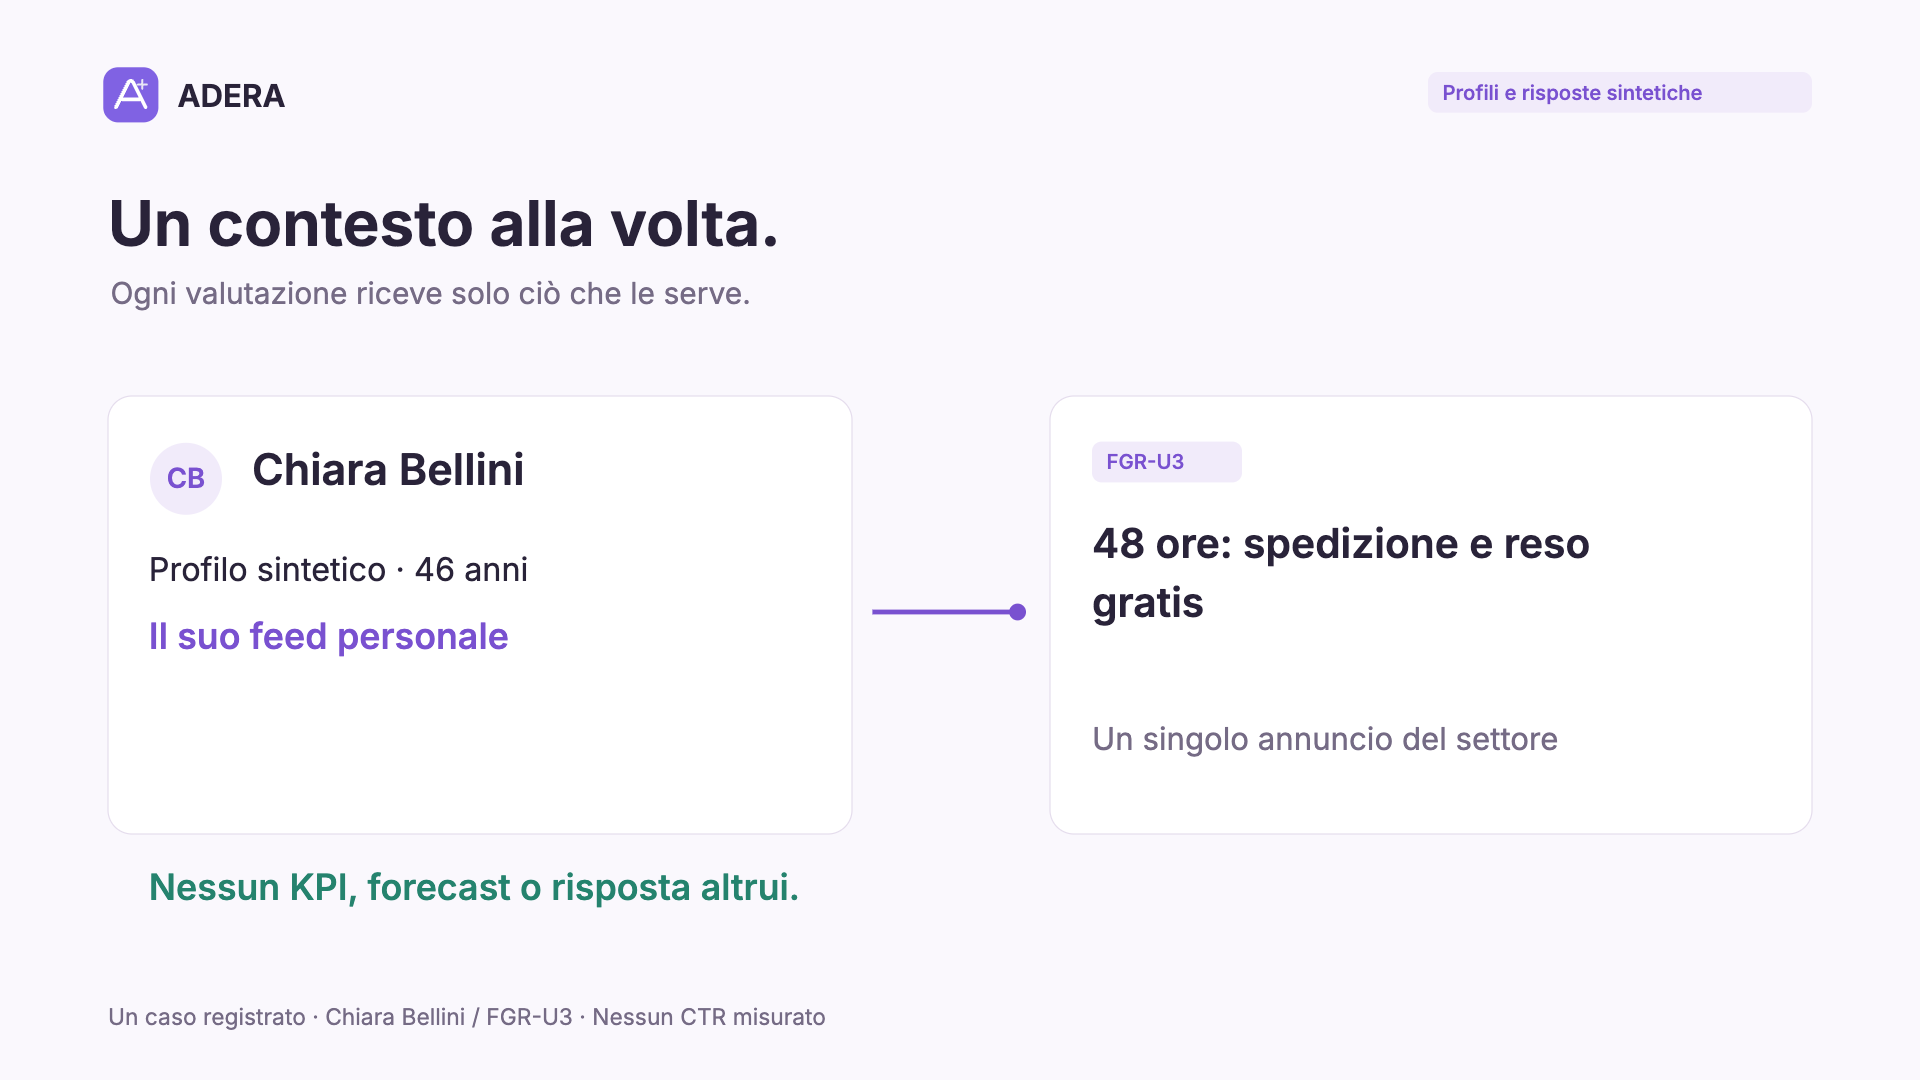 ADERA
Profili e risposte sintetiche
Un contesto alla volta.
Ogni valutazione riceve solo ciò che le serve.
CB
Chiara Bellini
Profilo sintetico · 46 anni
Il suo feed personale
FGR-U3
48 ore: spedizione e reso
gratis
Un singolo annuncio del settore
Nessun KPI, forecast o risposta altrui.
Un caso registrato · Chiara Bellini / FGR-U3 · Nessun CTR misurato